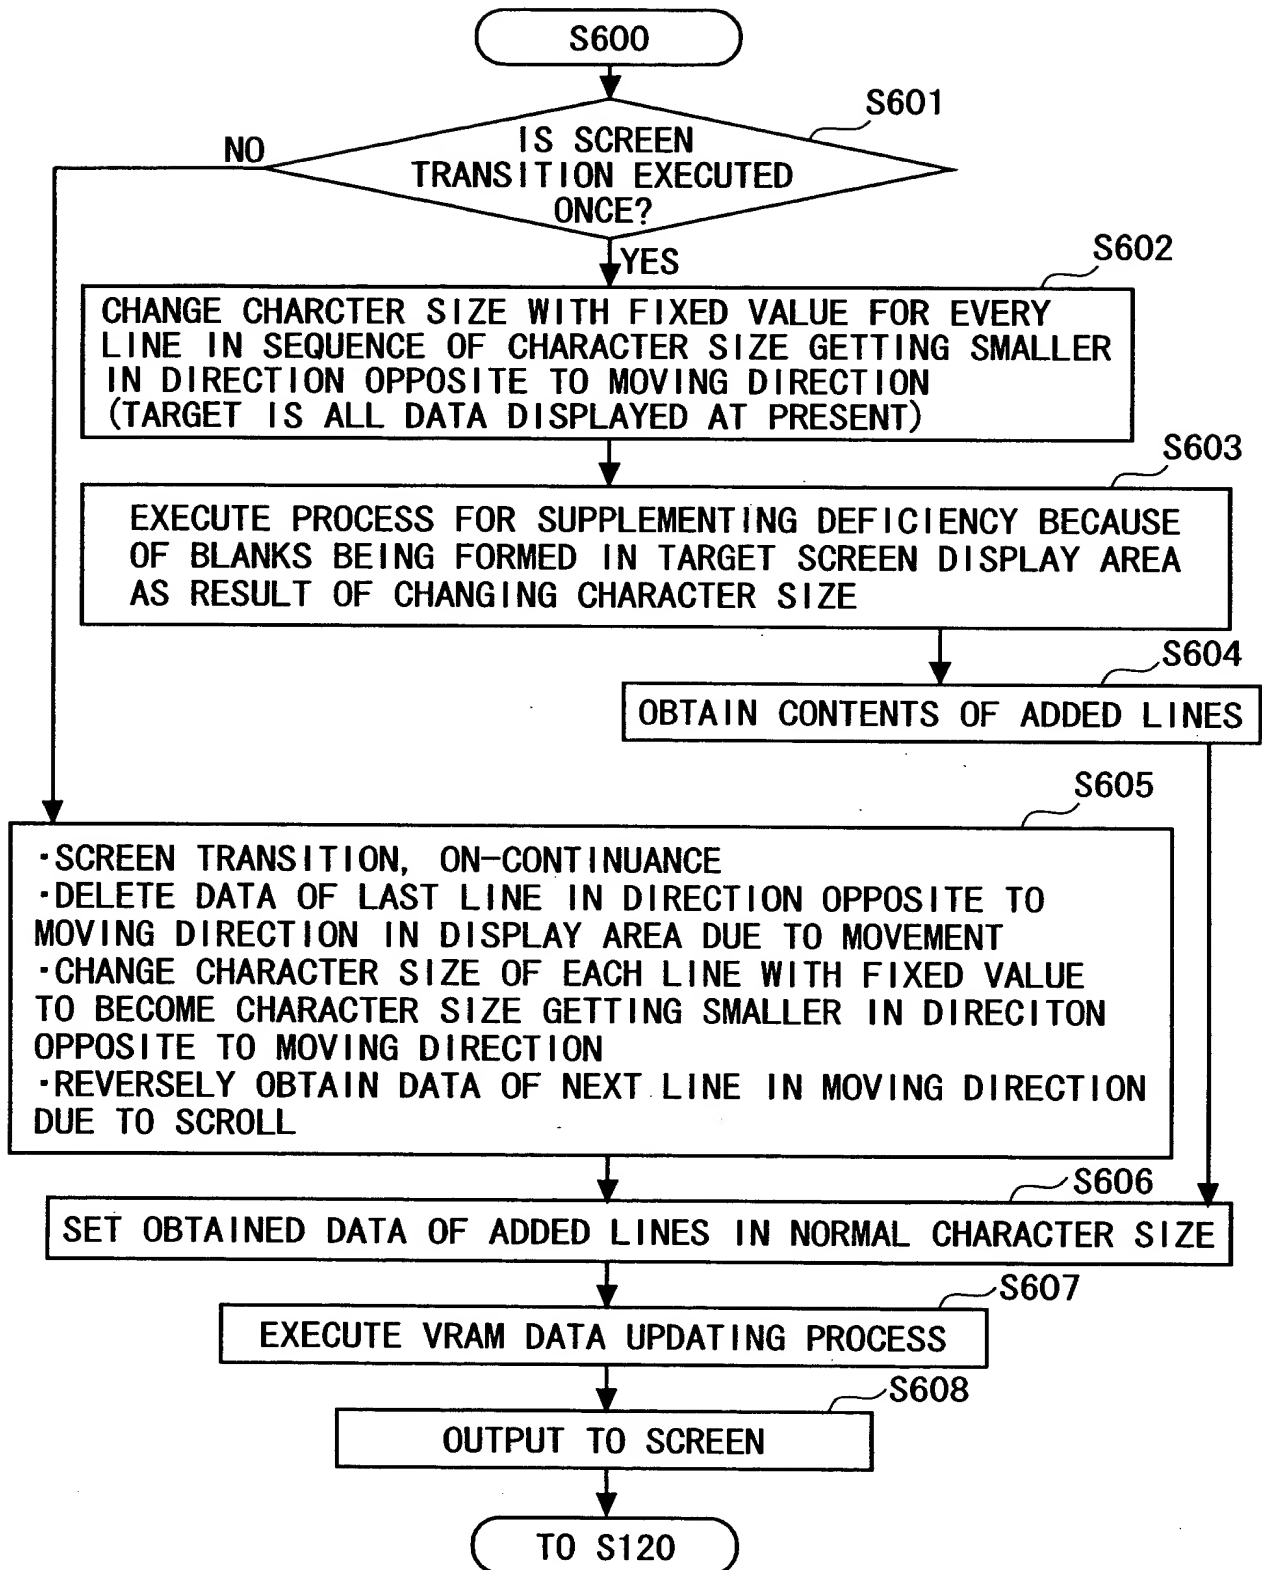 S600
S601
IS SCREEN
TRANSITION EXECUTED
ONCE?
NO
YES
S602
CHANGE CHARCTER SIZE WITH FIXED VALUE FOR EVERY
LINE IN SEQUENCE OF CHARACTER SIZE GETTING SMALLER
IN DIRECTION OPPOSITE TO MOVING DIRECTION
(TARGET IS ALL DATA DISPLAYED AT PRESENT)
S603
EXECUTE PROCESS FOR SUPPLEMENTING DEFICIENCY BECAUSE
OF BLANKS BEING FORMED IN TARGET SCREEN DISPLAY AREA
AS RESULT OF CHANGING CHARACTER SIZE
S604
OBTAIN CONTENTS OF ADDED LINES
S605
·SCREEN TRANSITION, ON-CONTINUANCE
·DELETE DATA OF LAST LINE IN DIRECTION OPPOSITE TO
MOVING DIRECTION IN DISPLAY AREA DUE TO MOVEMENT
·CHANGE CHARACTER SIZE OF EACH LINE WITH FIXED VALUE
TO BECOME CHARACTER SIZE GETTING SMALLER IN DIRECITON
OPPOSITE TO MOVING DIRECTION
·REVERSELY OBTAIN DATA OF NEXT LINE IN MOVING DIRECTION
DUE TO SCROLL
S606
SET OBTAINED DATA OF ADDED LINES IN NORMAL CHARACTER SIZE
S607
EXECUTE VRAM DATA UPDATING PROCESS
S608
OUTPUT TO SCREEN
TO S120